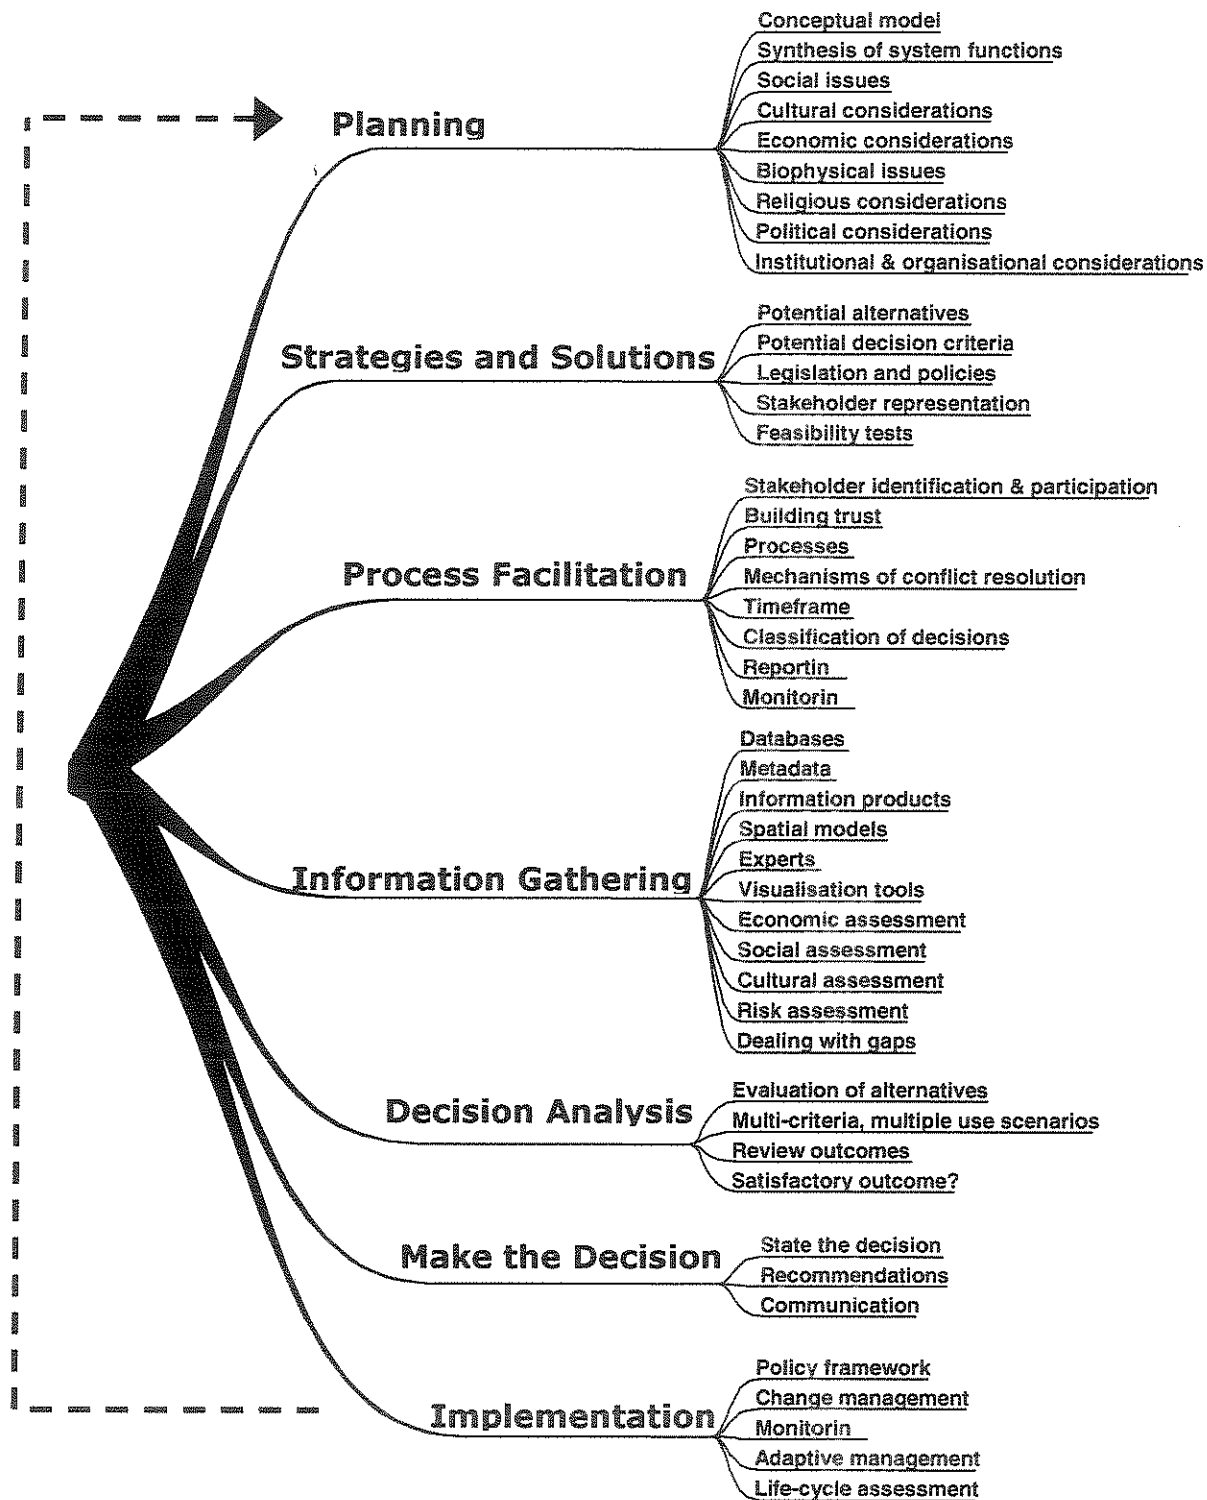 Planning
Conceptual model
Synthesis of system functions
Social issues
Cultural considerations
Economic considerations
Biophysical issues
Religious considerations
Political considerations
Institutional & organisational considerations
Strategies and Solutions
Potential alternatives
Potential decision criteria
Legislation and policies
Stakeholder representation
Feasibility tests
Process Facilitation
Stakeholder identification & participation
Building trust
Processes
Mechanisms of conflict resolution
Timeframe
Classification of decisions
Reportin
Monitorin
Information Gathering
Databases
Metadata
Information products
Spatial models
Experts
Visualisation tools
Economic assessment
Social assessment
Cultural assessment
Risk assessment
Dealing with gaps
Decision Analysis
Evaluation of alternatives
Multi-criteria, multiple use scenarios
Review outcomes
Satisfactory outcome?
Make the Decision
State the decision
Recommendations
Communication
Implementation
Policy framework
Change management
Monitorin
Adaptive management
Life-cycle assessment